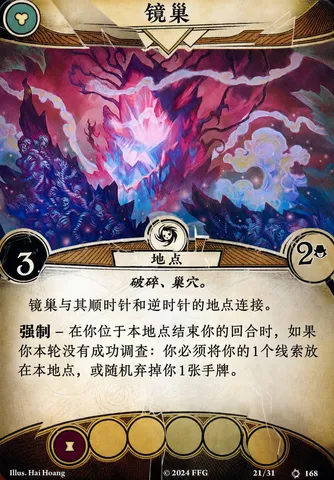 镜巢
3
地点
2
破碎、巢穴。
镜巢与其顺时针和逆时针的地点连接。
强制 – 在你位于本地点结束你的回合时，如果
你本轮没有成功调查：你必须将你的1个线索放
在本地点，或随机弃掉你1张手牌。
Illus. Hai Hoang
© 2024 FFG
21/31
168